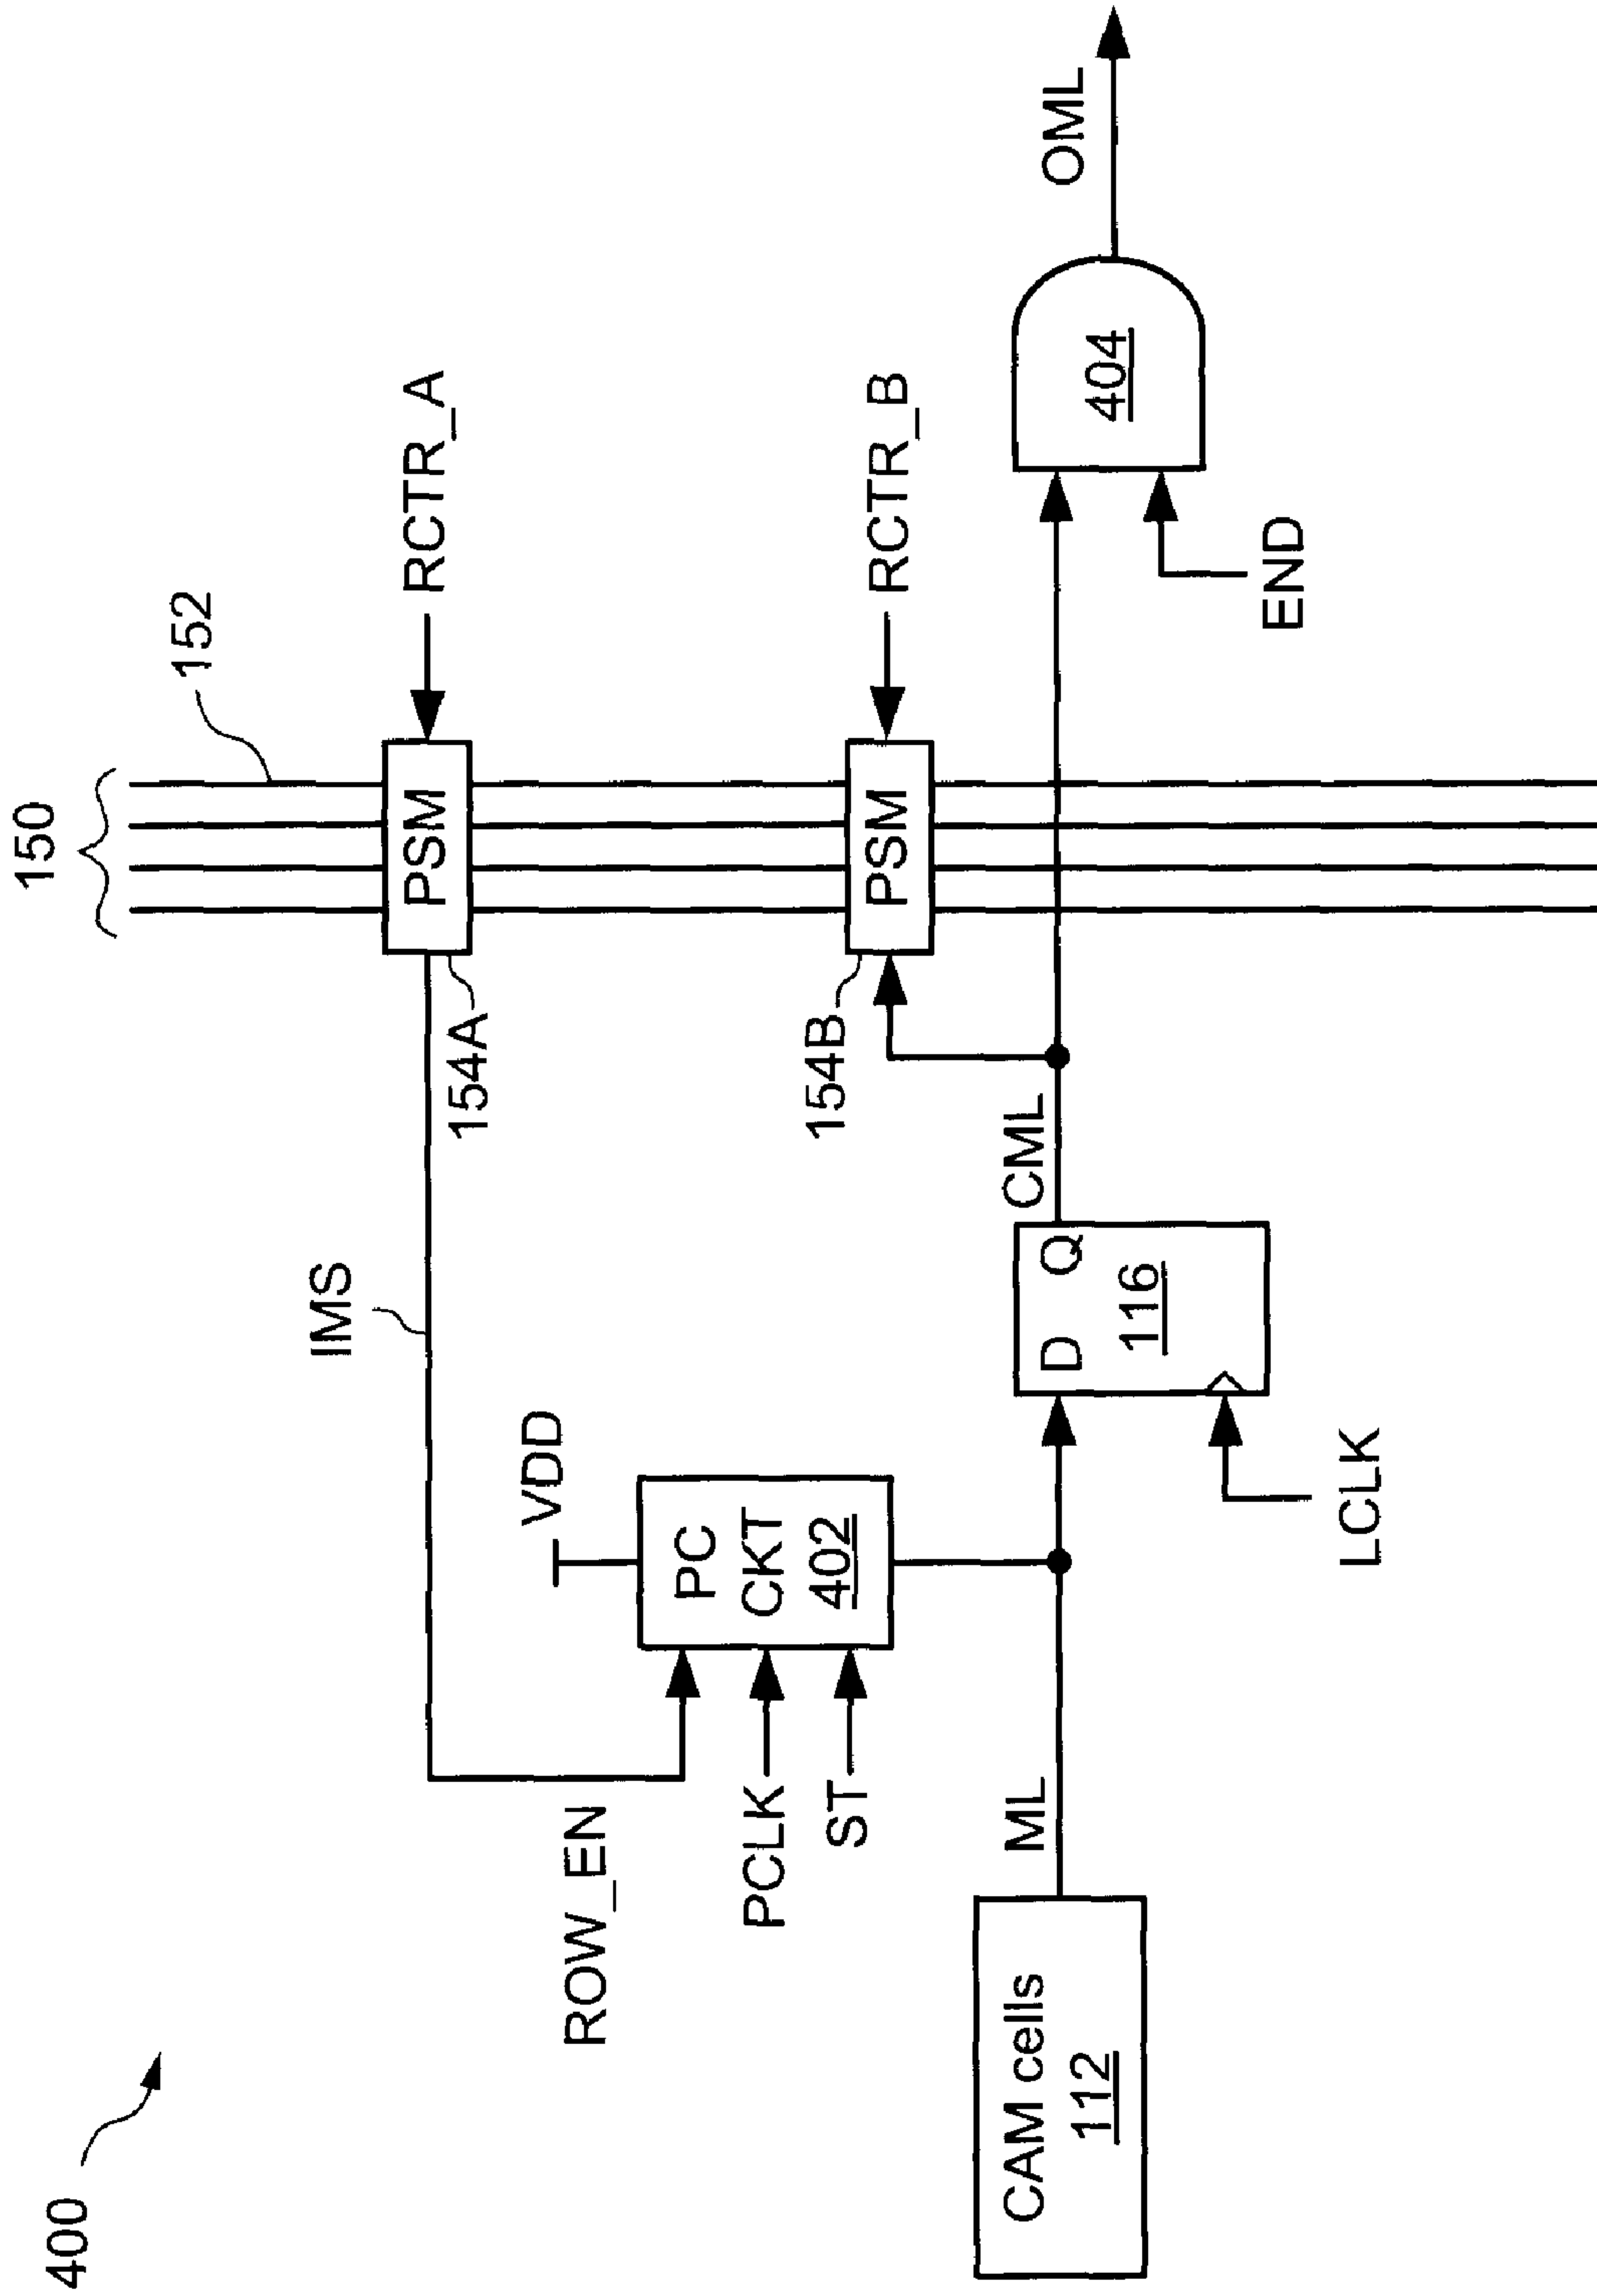 400
150
152
IMS
PSM
RCTR_A
154A
VDD
ROW_EN
PC
CKT
402
PCLK
ST
154B
PSM
RCTR_B
CAM cells
112
ML
D Q
116
LCLK
CML
404
END
OML